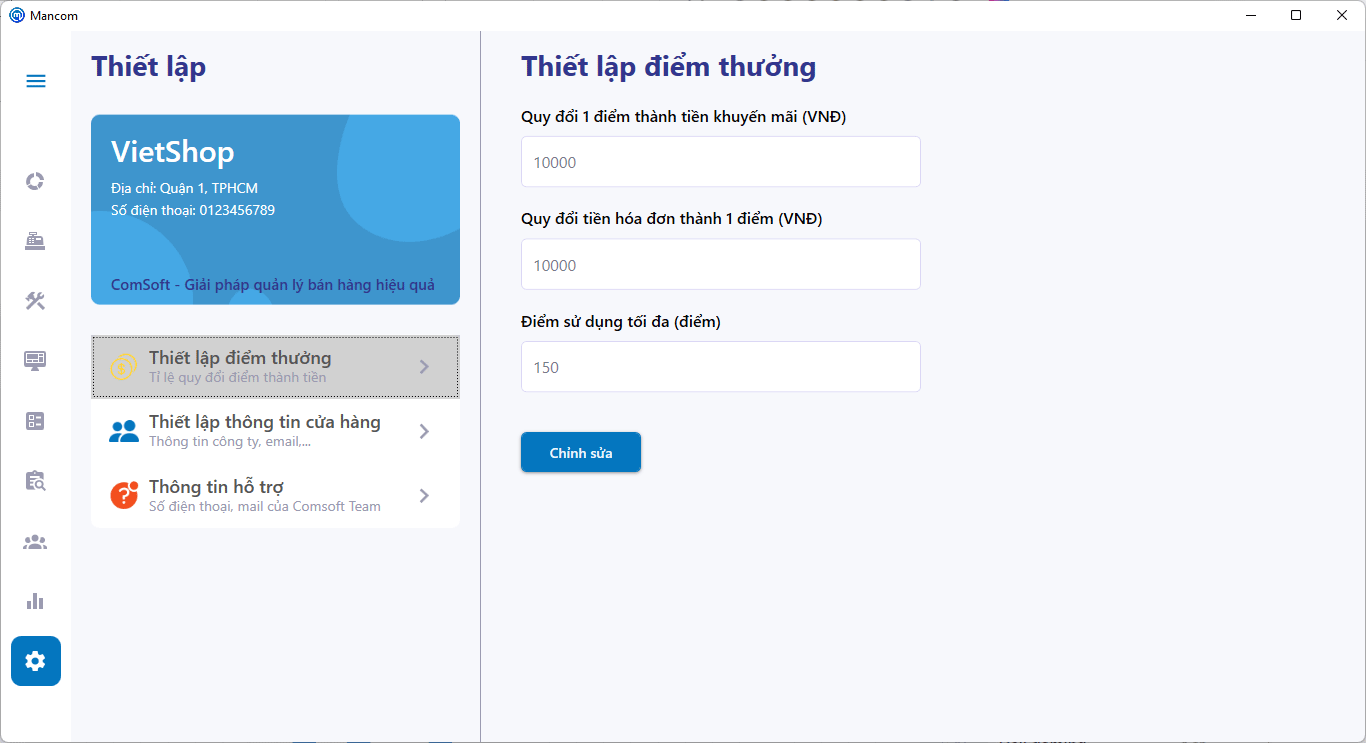 Mancom
Thiết lập
VietShop
Địa chỉ: Quận 1, TPHCM
Số điện thoại: 0123456789
ComSoft - Giải pháp quản lý bán hàng hiệu quả
Thiết lập điểm thưởng
Tỉ lệ quy đổi điểm thành tiền
Thiết lập thông tin cửa hàng
Thông tin công ty, email,...
Thông tin hỗ trợ
Số điện thoại, mail của Comsoft Team
Thiết lập điểm thưởng
Quy đổi 1 điểm thành tiền khuyến mãi (VNĐ)
10000
Quy đổi tiền hóa đơn thành 1 điểm (VNĐ)
10000
Điểm sử dụng tối đa (điểm)
150
Chỉnh sửa